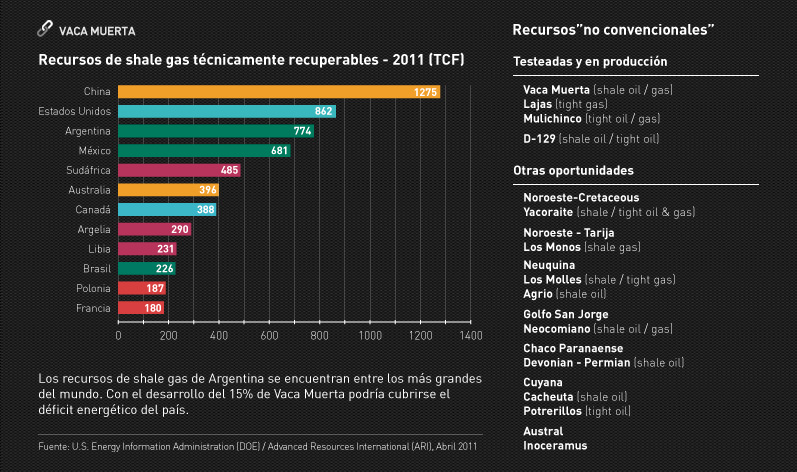 VACA MUERTA
Recursos de shale gas técnicamente recuperables - 2011 (TCF)
China 1275
Estados Unidos 862
Argentina 774
México 681
Sudáfrica 485
Australia 396
Canadá 388
Argelia 290
Libia 231
Brasil 226
Polonia 187
Francia 180
0 200 400 600 800 1000 1200 1400
Los recursos de shale gas de Argentina se encuentran entre los más grandes
del mundo. Con el desarrollo del 15% de Vaca Muerta podría cubrirse el
déficit energético del país.
Fuente: U.S. Energy Information Administration (DOE) / Advanced Resources International (ARI), Abril 2011
Recursos”no convencionales”
Testeadas y en producción
Vaca Muerta (shale oil / gas)
Lajas (tight gas)
Mulichinco (tight oil / gas)
D-129 (shale oil / tight oil)
Otras oportunidades
Noroeste-Cretaceous
Yacoraite (shale / tight oil & gas)
Noroeste - Tarija
Los Monos (shale gas)
Neuquina
Los Molles (shale / tight gas)
Agrio (shale oil)
Golfo San Jorge
Neocomiano (shale oil / gas)
Chaco Paranaense
Devonian - Permian (shale oil)
Cuyana
Cacheuta (shale oil)
Potrerillos (tight oil)
Austral
Inoceramus